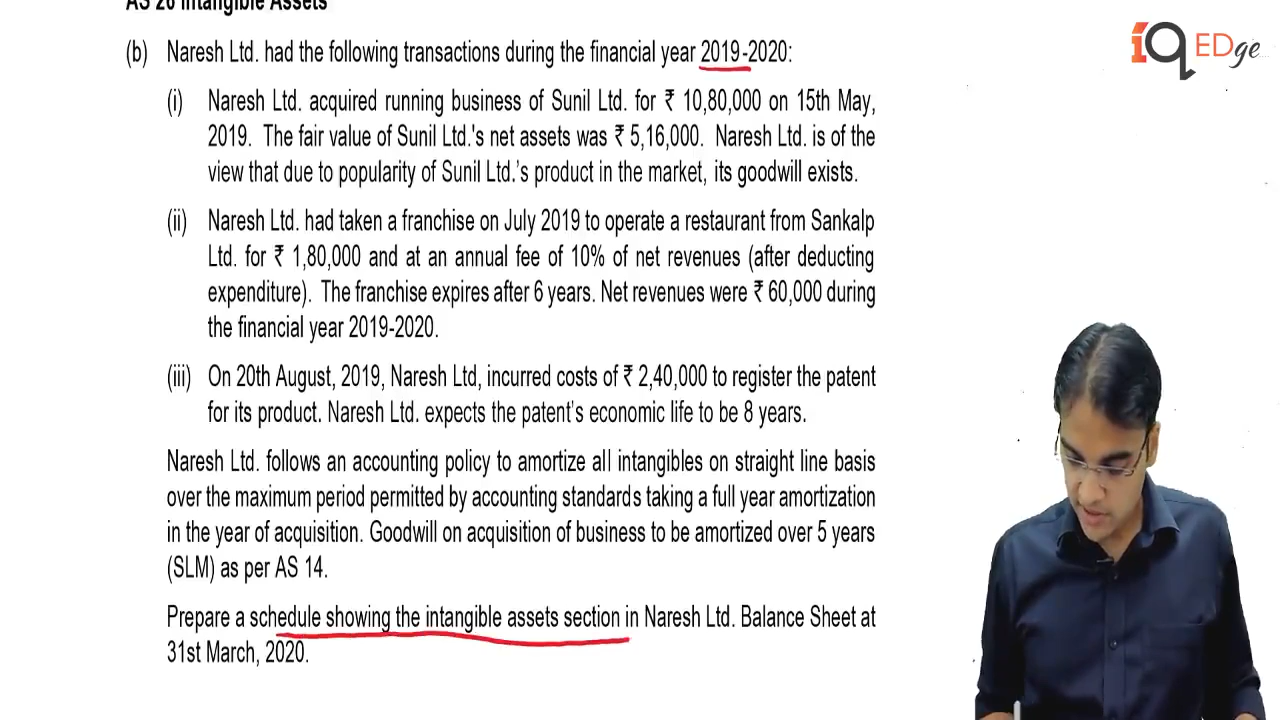 AS 26 Intangible Assets
(b) Naresh Ltd. had the following transactions during the financial year 2019-2020:
iQ EDge
(i) Naresh Ltd. acquired running business of Sunil Ltd. for ₹ 10,80,000 on 15th May,
2019. The fair value of Sunil Ltd.'s net assets was ₹ 5,16,000. Naresh Ltd. is of the
view that due to popularity of Sunil Ltd.'s product in the market, its goodwill exists.
(ii) Naresh Ltd. had taken a franchise on July 2019 to operate a restaurant from Sankalp
Ltd. for ₹ 1,80,000 and at an annual fee of 10% of net revenues (after deducting
expenditure). The franchise expires after 6 years. Net revenues were ₹ 60,000 during
the financial year 2019-2020.
(iii) On 20th August, 2019, Naresh Ltd, incurred costs of ₹ 2,40,000 to register the patent
for its product. Naresh Ltd. expects the patent's economic life to be 8 years.
Naresh Ltd. follows an accounting policy to amortize all intangibles on straight line basis
over the maximum period permitted by accounting standards taking a full year amortization
in the year of acquisition. Goodwill on acquisition of business to be amortized over 5 years
(SLM) as per AS 14.
Prepare a schedule showing the intangible assets section in Naresh Ltd. Balance Sheet at
31st March, 2020.